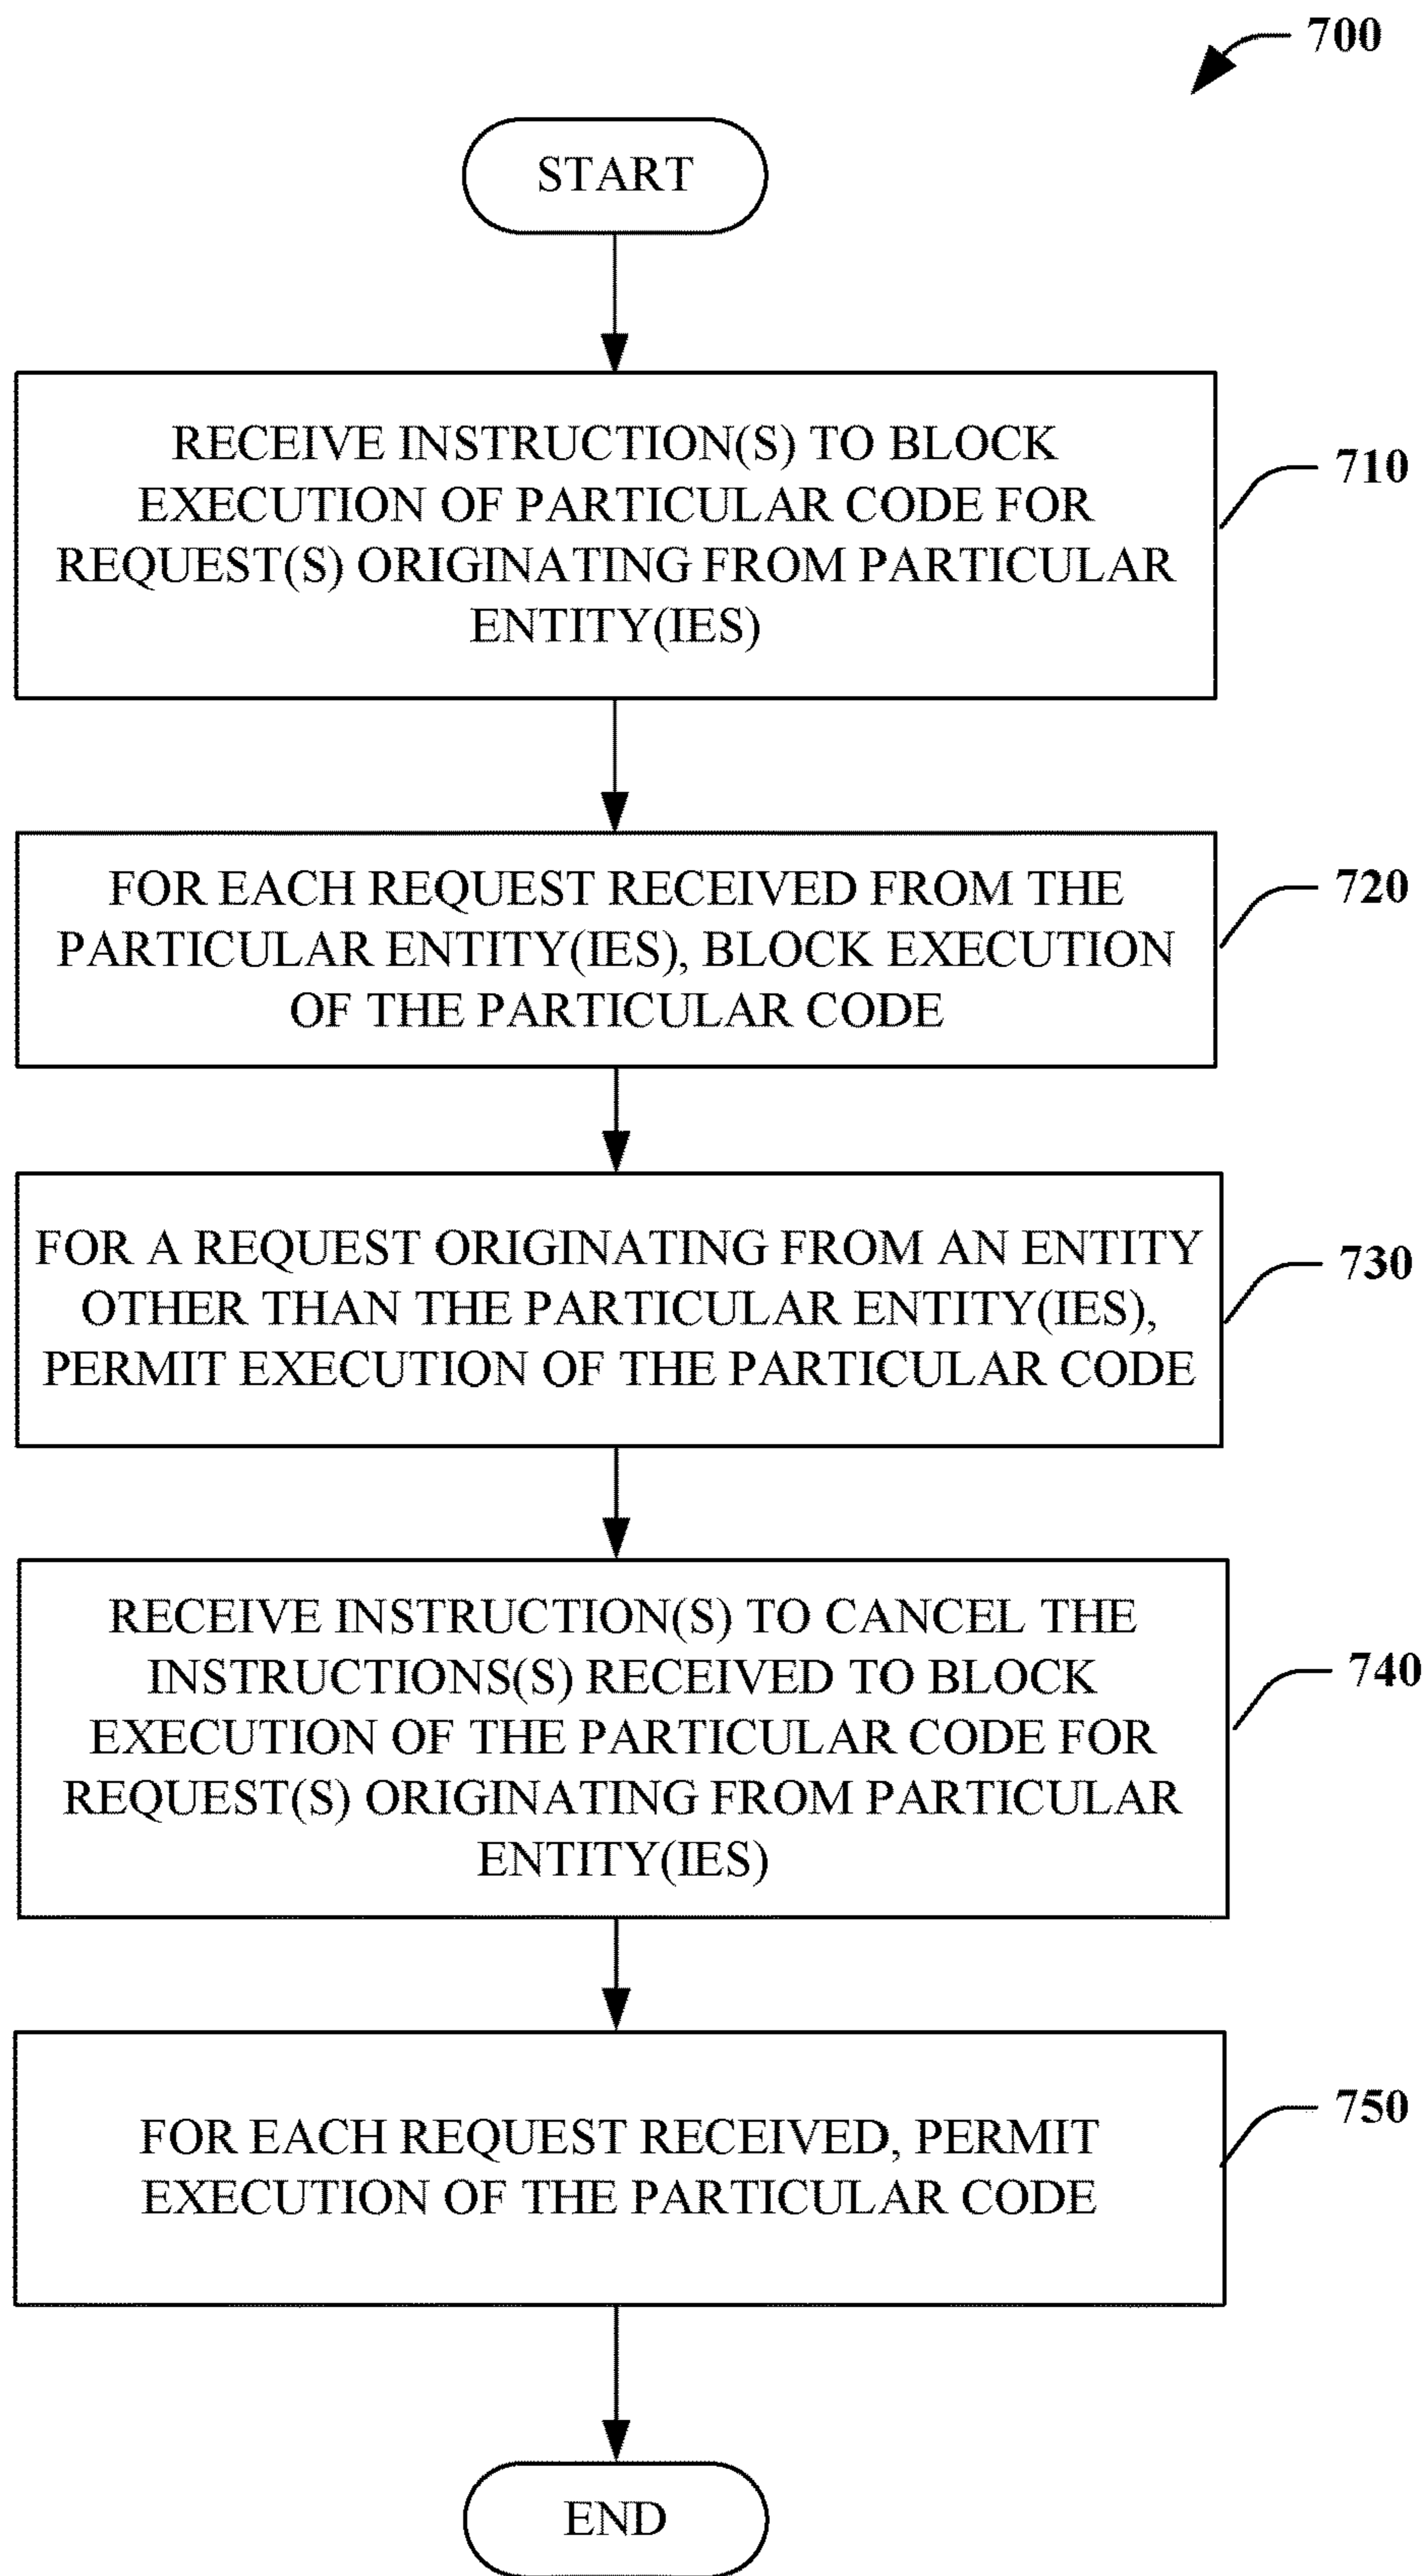 700
START
RECEIVE INSTRUCTION(S) TO BLOCK
EXECUTION OF PARTICULAR CODE FOR
REQUEST(S) ORIGINATING FROM PARTICULAR
ENTITY(IES)
710
FOR EACH REQUEST RECEIVED FROM THE
PARTICULAR ENTITY(IES), BLOCK EXECUTION
OF THE PARTICULAR CODE
720
FOR A REQUEST ORIGINATING FROM AN ENTITY
OTHER THAN THE PARTICULAR ENTITY(IES),
PERMIT EXECUTION OF THE PARTICULAR CODE
730
RECEIVE INSTRUCTION(S) TO CANCEL THE
INSTRUCTIONS(S) RECEIVED TO BLOCK
EXECUTION OF THE PARTICULAR CODE FOR
REQUEST(S) ORIGINATING FROM PARTICULAR
ENTITY(IES)
740
FOR EACH REQUEST RECEIVED, PERMIT
EXECUTION OF THE PARTICULAR CODE
750
END